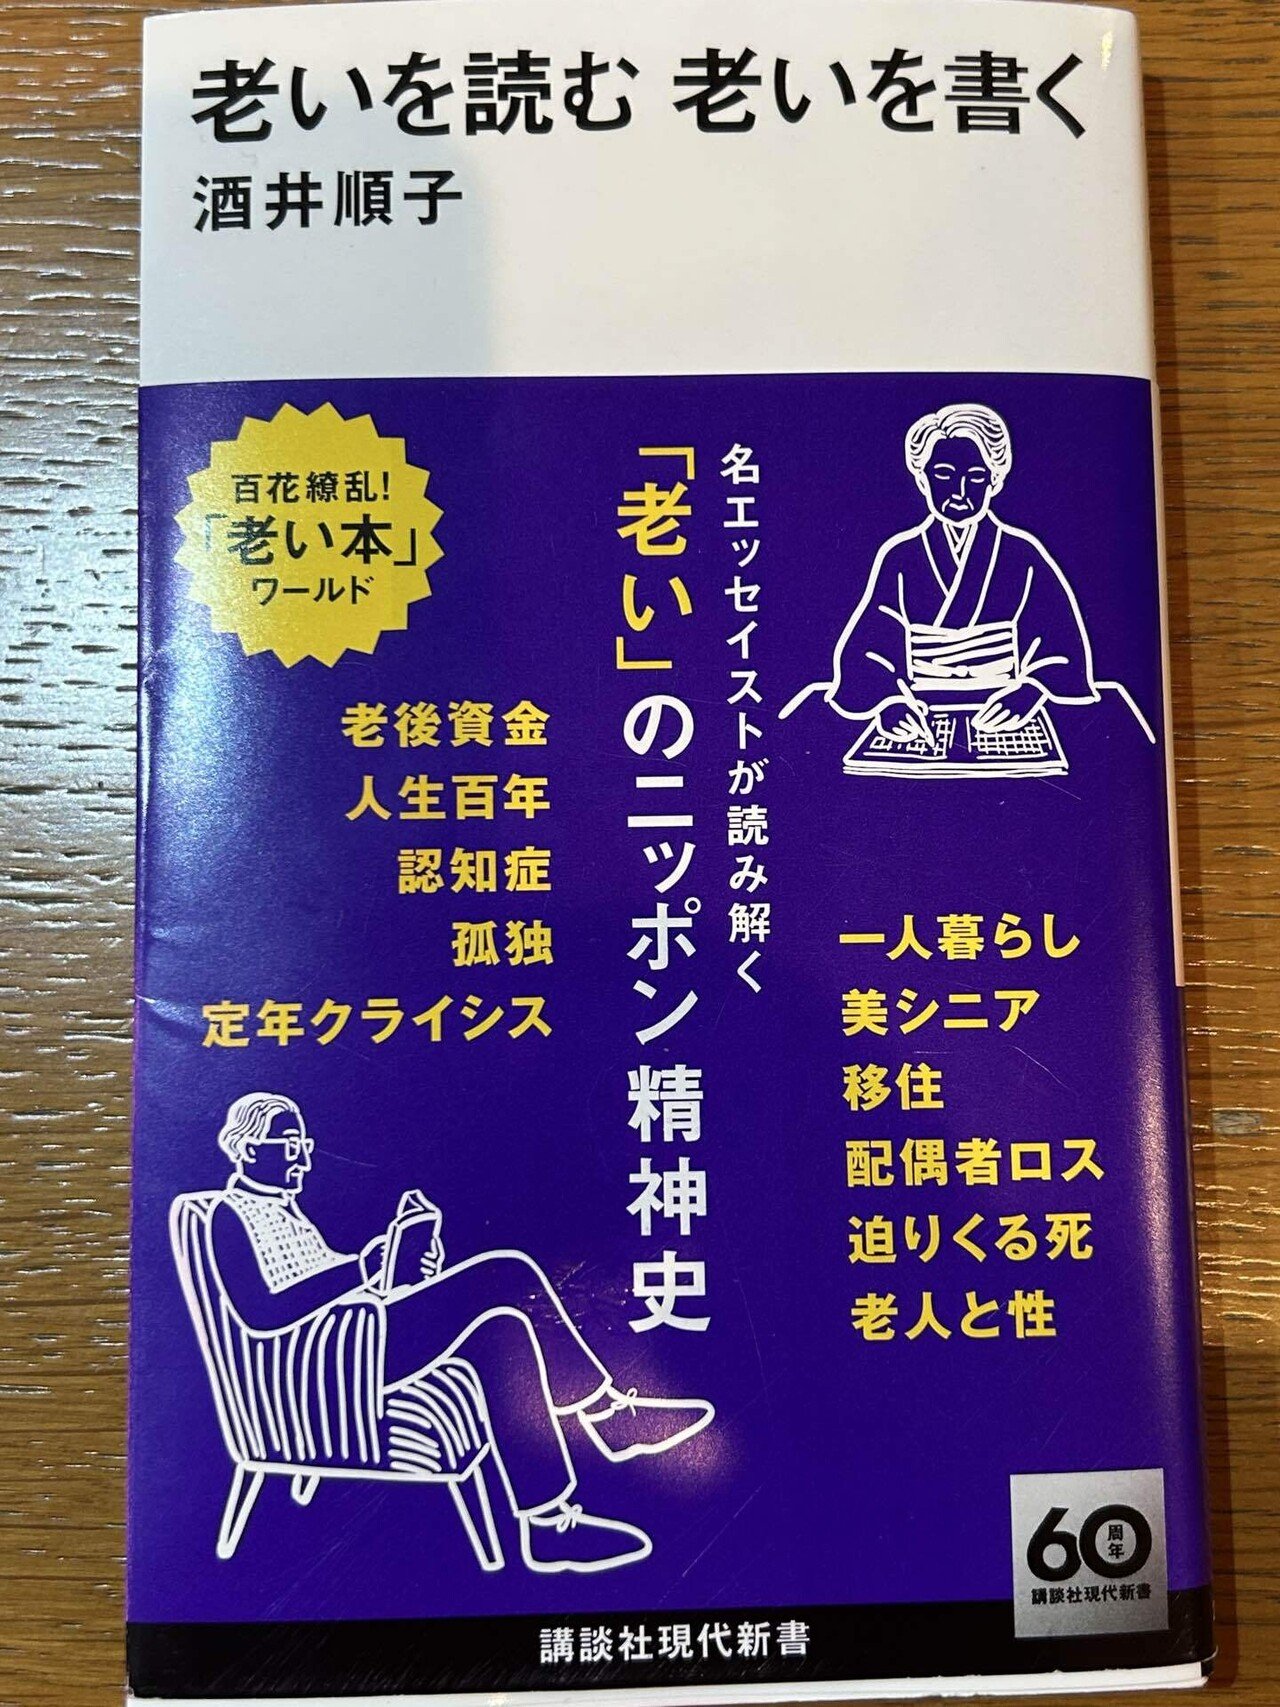 老いを読む 老いを書く
酒井順子
百花繚乱!
「老い本」
ワールド
名エッセイストが読み解く
「老い」のニッポン精神史
老後資金
人生百年
認知症
孤独
定年クライシス
一人暮らし
美シニア
移住
配偶者ロス
迫りくる死
老人と性
60周年
講談社現代新書
講談社現代新書